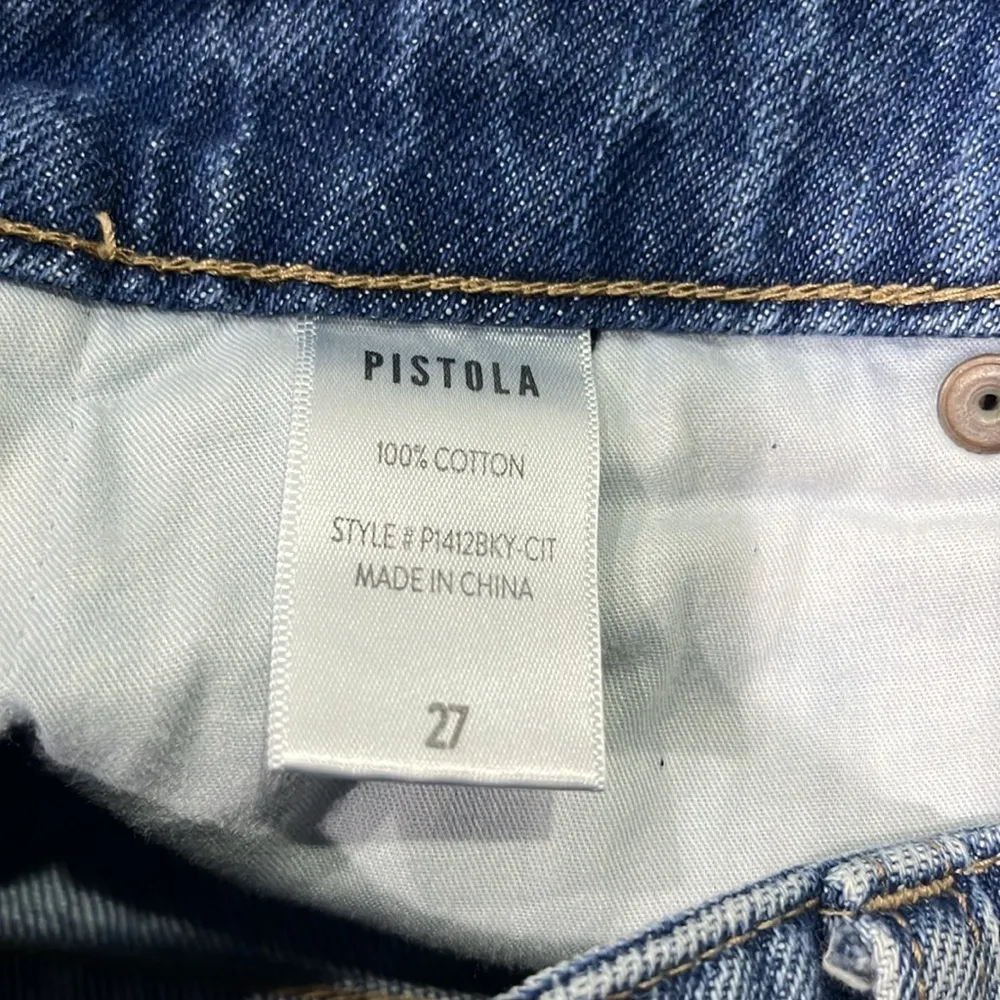 PISTOLA
100% COTTON
STYLE # P1412BKY-CIT
MADE IN CHINA
27